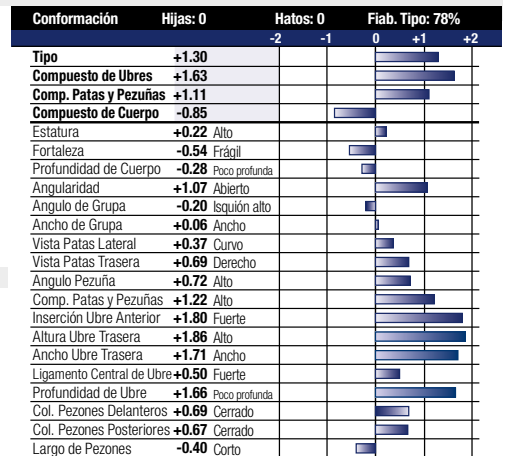 Conformación Hijas: 0 Hatos: 0 Fiab. Tipo: 78%
-2 -1 0 +1 +2
Tipo +1.30
Compuesto de Ubres +1.63
Comp. Patas y Pezuñas +1.11
Compuesto de Cuerpo -0.85
Estatura +0.22 Alto
Fortaleza -0.54 Frágil
Profundidad de Cuerpo -0.28 Poco profunda
Angularidad +1.07 Abierto
Angulo de Grupa -0.20 Isquión alto
Ancho de Grupa +0.06 Ancho
Vista Patas Lateral +0.37 Curvo
Vista Patas Trasera +0.69 Derecho
Angulo Pezuña +0.72 Alto
Comp. Patas y Pezuñas +1.22 Alto
Inserción Ubre Anterior +1.80 Fuerte
Altura Ubre Trasera +1.86 Alto
Ancho Ubre Trasera +1.71 Ancho
Ligamento Central de Ubre +0.50 Fuerte
Profundidad de Ubre +1.66 Poco profunda
Col. Pezones Delanteros +0.69 Cerrado
Col. Pezones Posteriores +0.67 Cerrado
Largo de Pezones -0.40 Corto